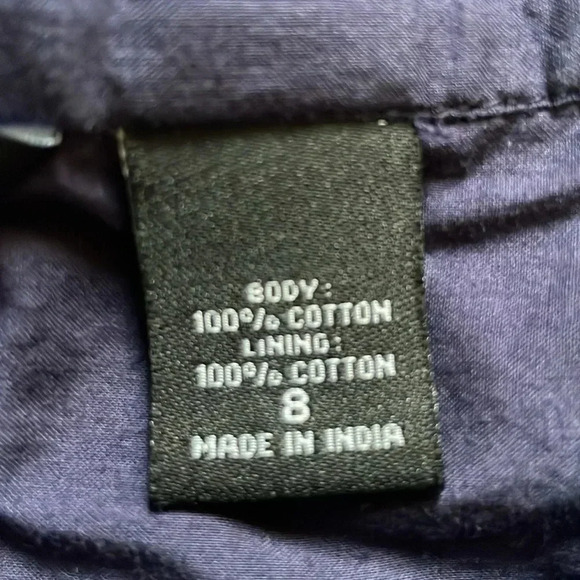 BODY:
100% COTTON
LINING:
100% COTTON
8
MADE IN INDIA